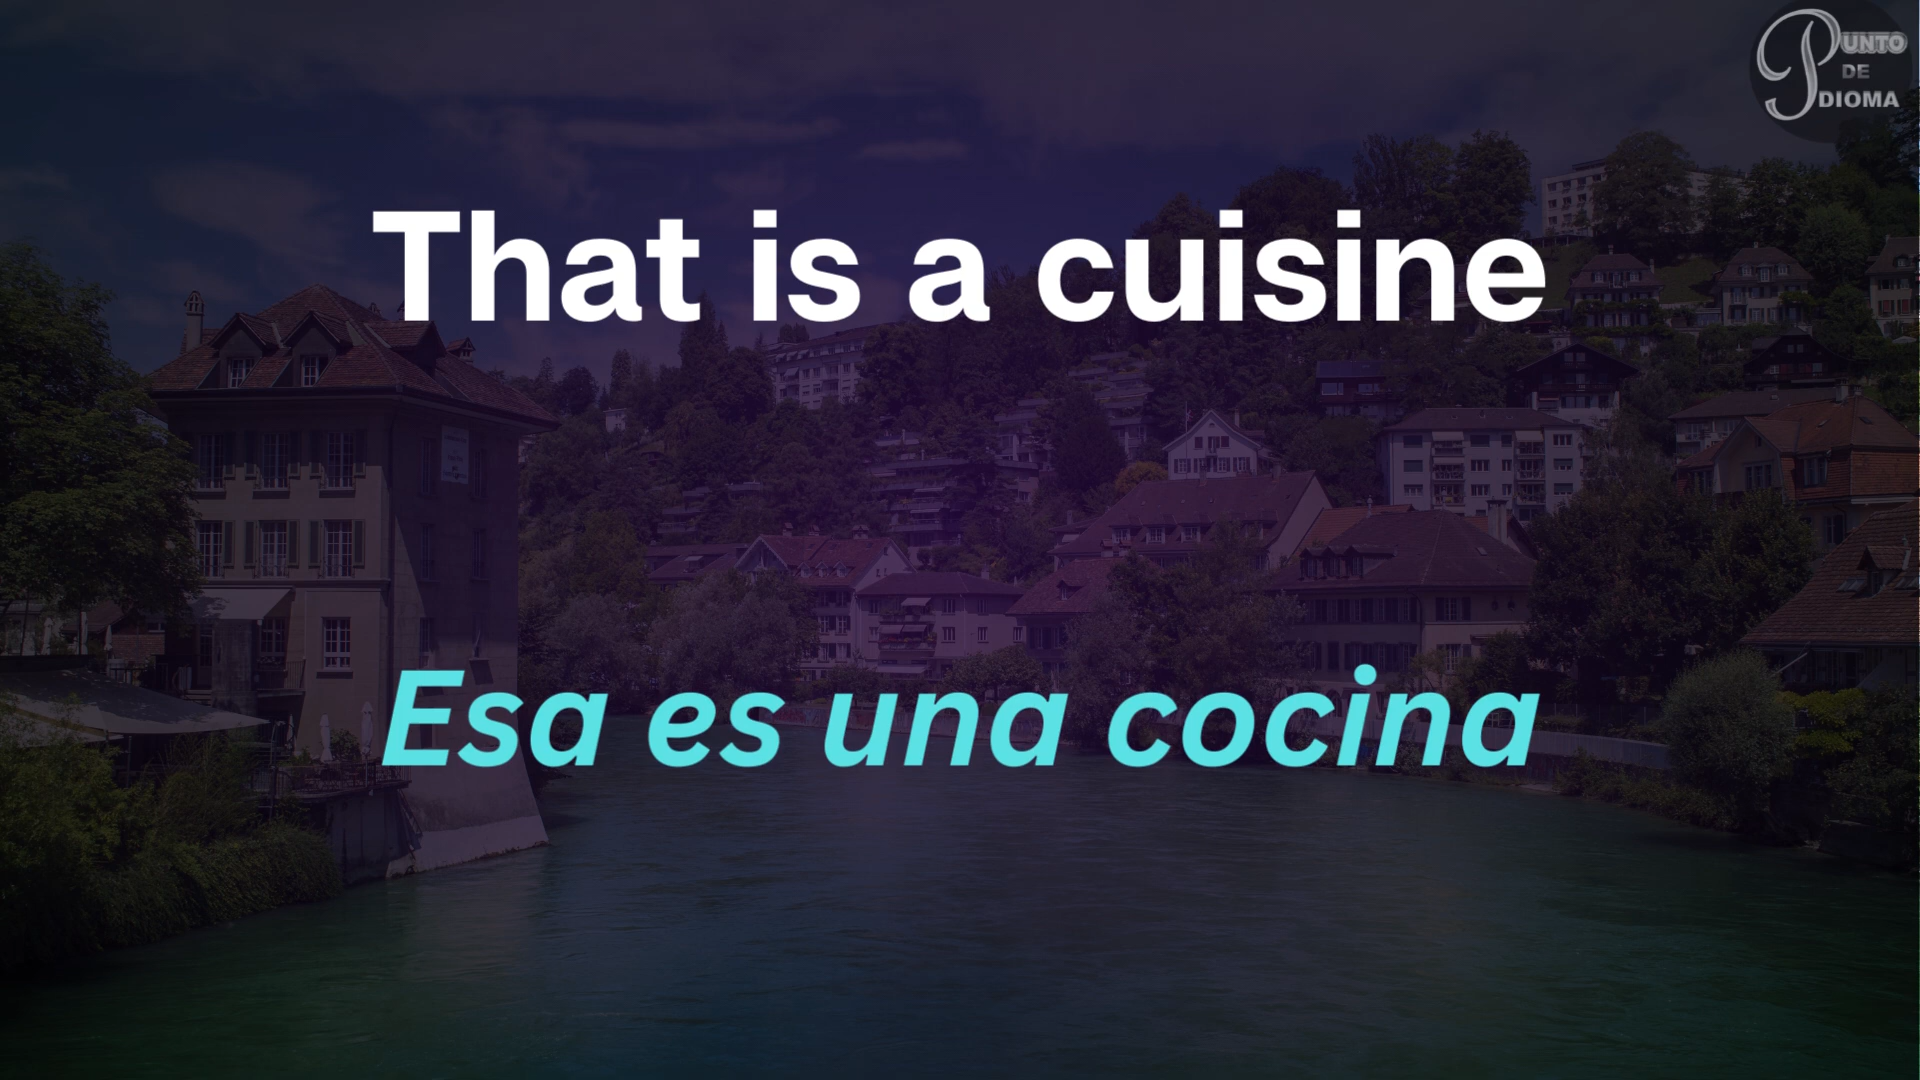 PUNTO
DE
IDIOMA
That is a cuisine
Esa es una cocina